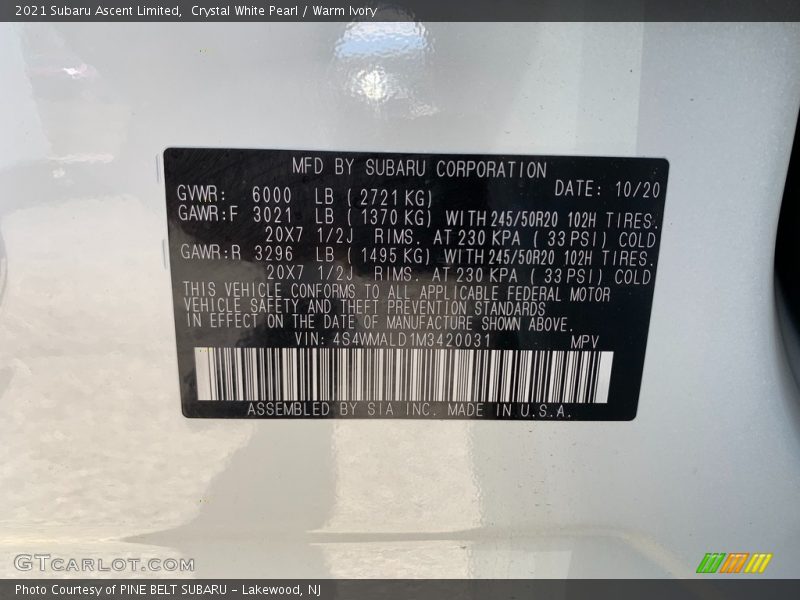 2021 Subaru Ascent Limited, Crystal White Pearl / Warm Ivory
MFD BY SUBARU CORPORATION
GVWR: 6000 LB (2721 KG) DATE: 10/20
GAWR:F 3021 LB (1370 KG) WITH 245/50R20 102H TIRES.
20X7 1/2J RIMS. AT 230 KPA (33 PSI) COLD
GAWR:R 3296 LB (1495 KG) WITH 245/50R20 102H TIRES.
20X7 1/2J RIMS. AT 230 KPA (33 PSI) COLD
THIS VEHICLE CONFORMS TO ALL APPLICABLE FEDERAL MOTOR
VEHICLE SAFETY AND THEFT PREVENTION STANDARDS
IN EFFECT ON THE DATE OF MANUFACTURE SHOWN ABOVE.
VIN: 4S4WMALD1M3420031 MPV
ASSEMBLED BY SIA INC. MADE IN U.S.A.
GTCARLOT.COM
Photo Courtesy of PINE BELT SUBARU - Lakewood, NJ